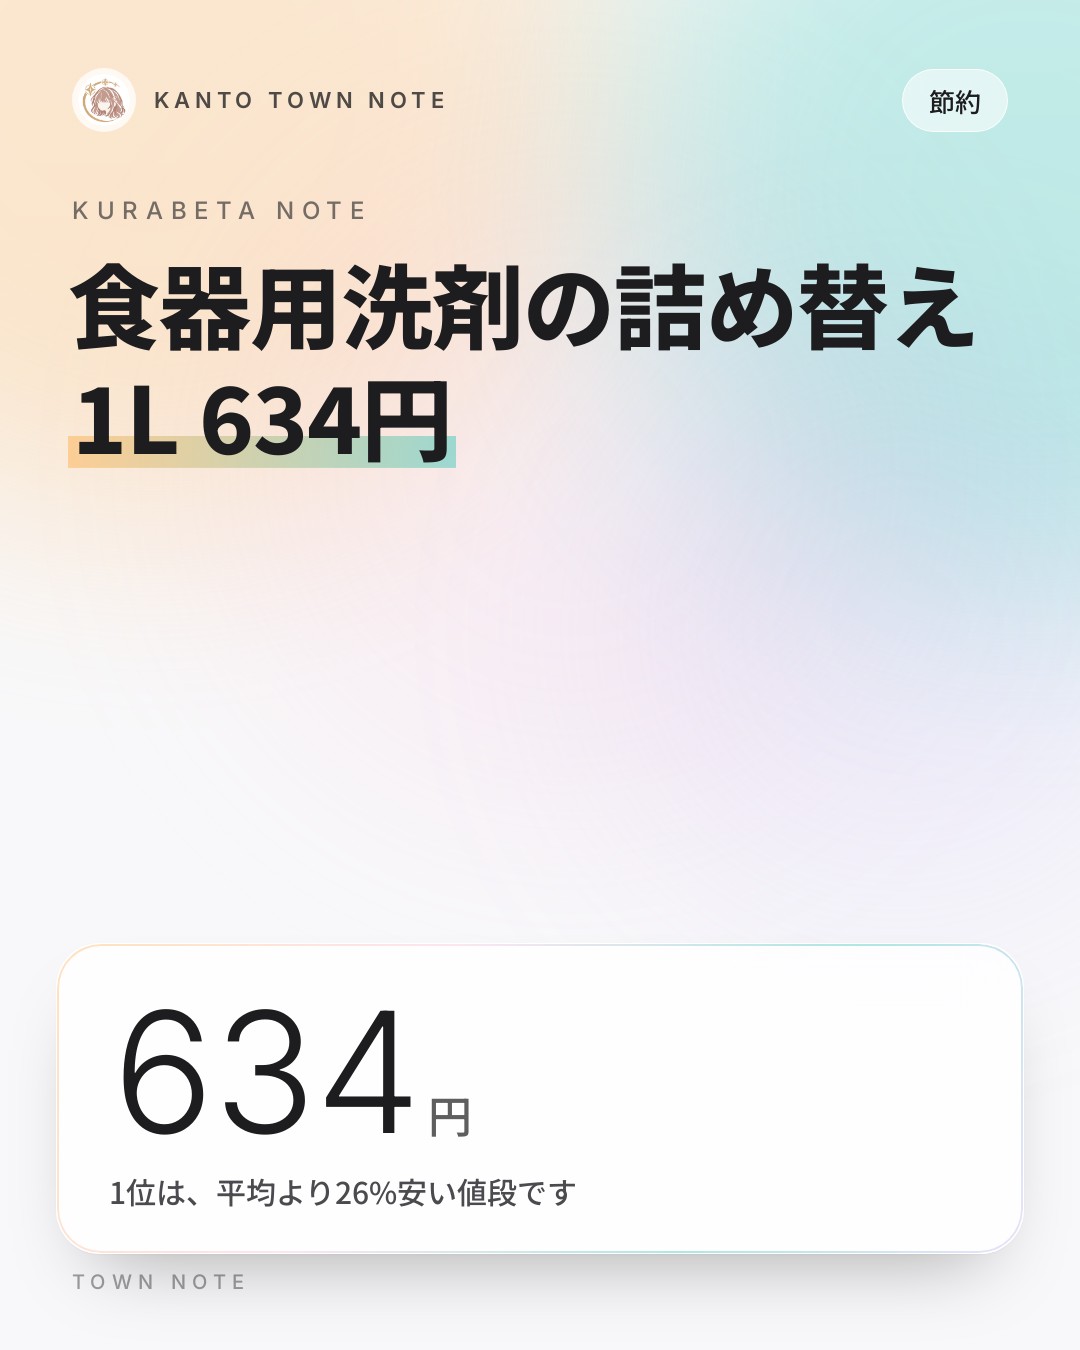 KANTO TOWN NOTE
節約
KURABETA NOTE
食器用洗剤の詰め替え
1L 634円
634円
1位は、平均より26%安い値段です
TOWN NOTE